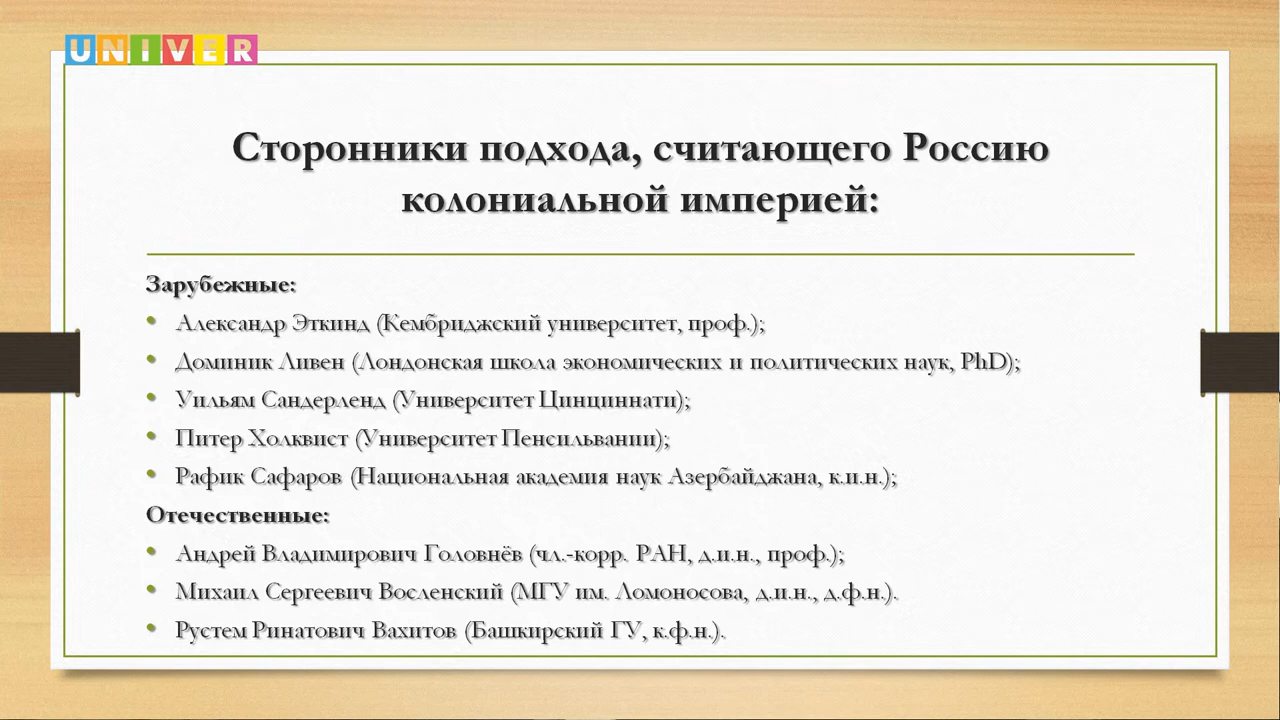 UNIVER
Сторонники подхода, считающего Россию
колониальной империей:
Зарубежные:
• Александр Эткинд (Кембриджский университет, проф.);
• Доминик Ливен (Лондонская школа экономических и политических наук, PhD);
• Уильям Сандерленд (Университет Цинциннати);
• Питер Холквист (Университет Пенсильвании);
• Рафик Сафаров (Национальная академия наук Азербайджана, к.и.н.);
Отечественные:
• Андрей Владимирович Головнёв (чл.-корр. РАН, д.и.н., проф.);
• Михаил Сергеевич Восленский (МГУ им. Ломоносова, д.и.н., д.ф.н.).
• Рустем Ринатович Вахитов (Башкирский ГУ, к.ф.н.).